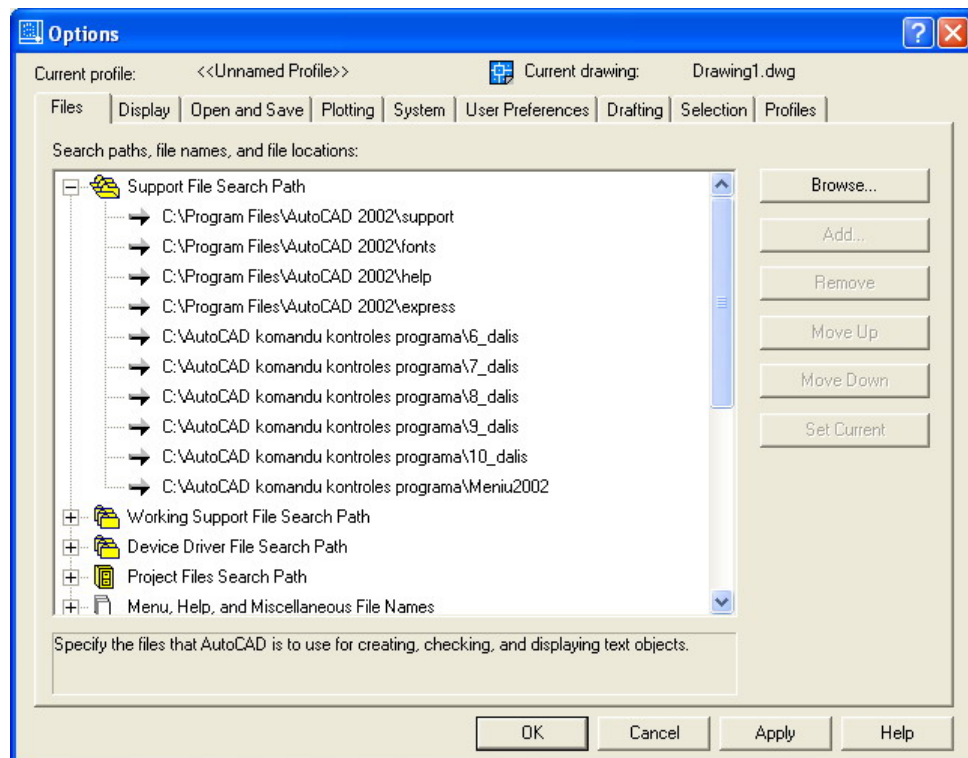 Options
Current profile: <<Unnamed Profile>> Current drawing: Drawing1.dwg
Files Display Open and Save Plotting System User Preferences Drafting Selection Profiles
Search paths, file names, and file locations:
Support File Search Path
C:\Program Files\AutoCAD 2002\support
C:\Program Files\AutoCAD 2002\fonts
C:\Program Files\AutoCAD 2002\help
C:\Program Files\AutoCAD 2002\express
C:\AutoCAD komandu kontroles programa\6_dalis
C:\AutoCAD komandu kontroles programa\7_dalis
C:\AutoCAD komandu kontroles programa\8_dalis
C:\AutoCAD komandu kontroles programa\9_dalis
C:\AutoCAD komandu kontroles programa\10_dalis
C:\AutoCAD komandu kontroles programa\Meniu2002
Working Support File Search Path
Device Driver File Search Path
Project Files Search Path
Menu, Help, and Miscellaneous File Names
Browse...
Add...
Remove
Move Up
Move Down
Set Current
Specify the files that AutoCAD is to use for creating, checking, and displaying text objects.
OK Cancel Apply Help